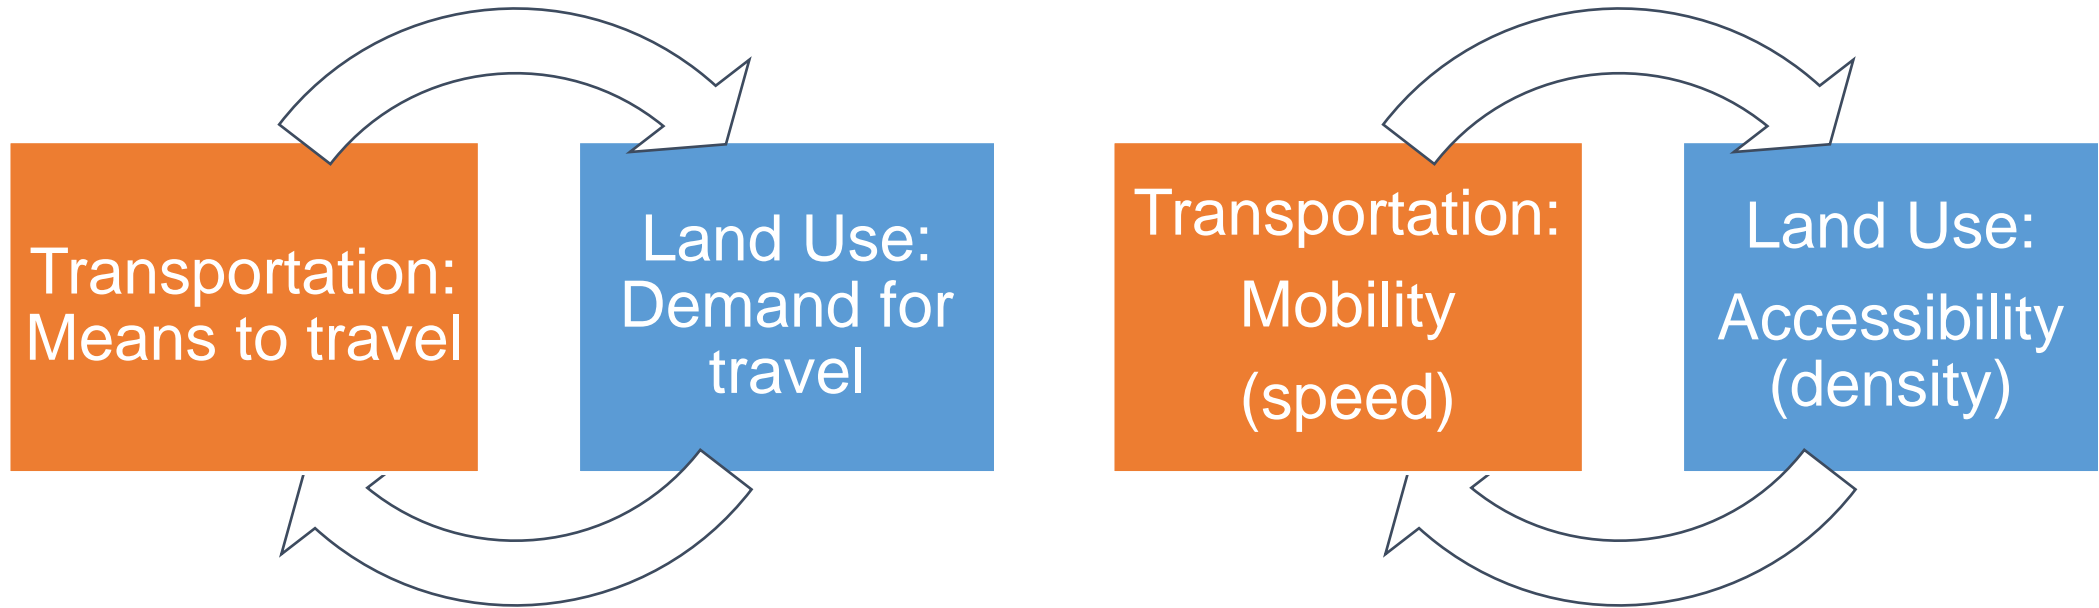 Transportation:
Means to travel
Land Use:
Demand for
travel
Transportation:
Mobility
(speed)
Land Use:
Accessibility
(density)